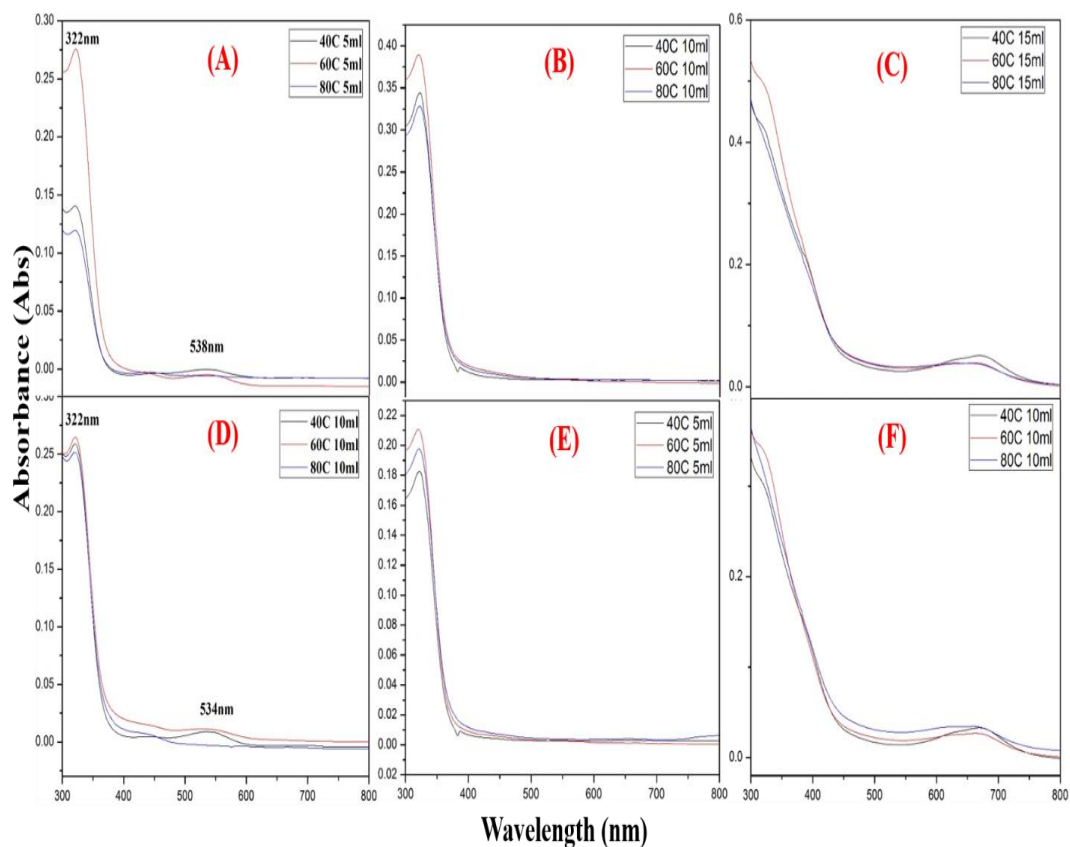 Absorbance (Abs)
0.30
0.25
0.20
0.15
0.10
0.05
0.00
322nm
(A)
40C 5ml
60C 5ml
80C 5ml
538nm
0.40
0.35
0.30
0.25
0.20
0.15
0.10
0.05
0.00
(B)
40C 10ml
60C 10ml
80C 10ml
0.6
0.4
0.2
0.0
(C)
40C 15ml
60C 15ml
80C 15ml
0.30
0.25
0.20
0.15
0.10
0.05
0.00
322nm
(D)
40C 10ml
60C 10ml
80C 10ml
534nm
300 400 500 600 700 800
0.22
0.20
0.18
0.16
0.14
0.12
0.10
0.08
0.06
0.04
0.02
0.00
0.02
(E)
40C 5ml
60C 5ml
80C 5ml
300 400 500 600 700 800
0.2
0.0
(F)
40C 10ml
60C 10ml
80C 10ml
300 400 500 600 700 800
Wavelength (nm)